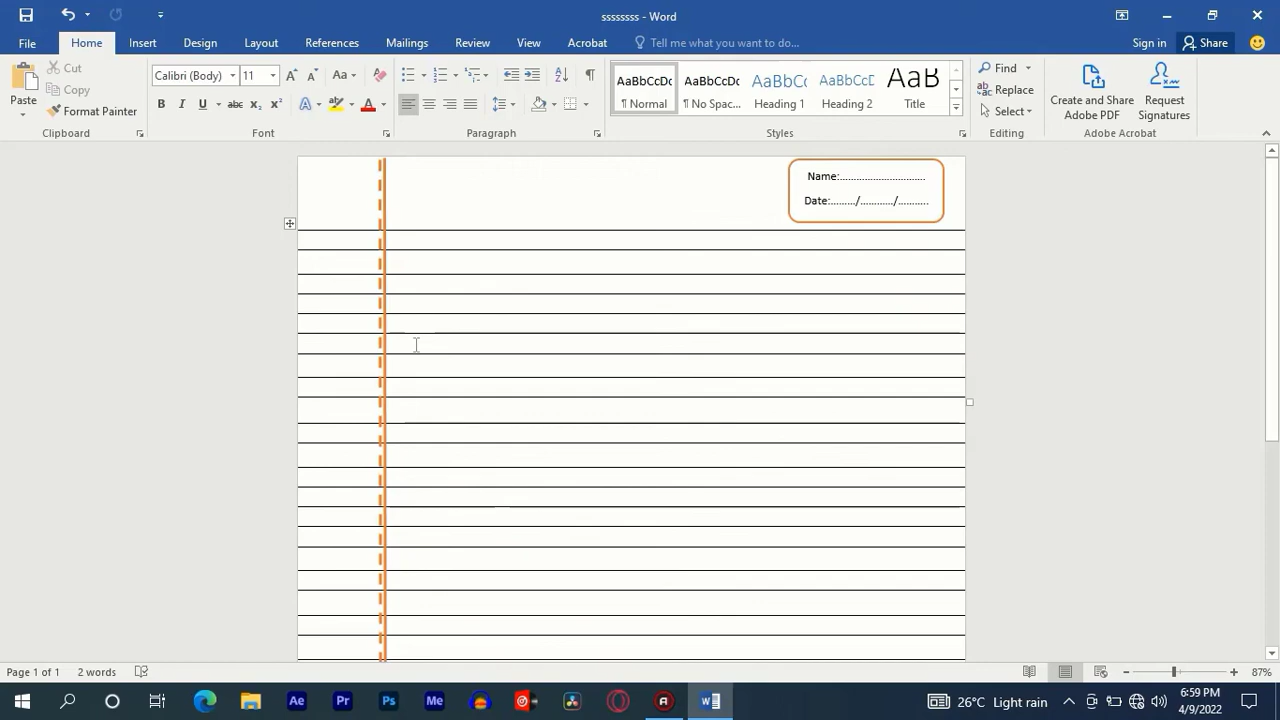 ssssssss - Word
File Home Insert Design Layout References Mailings Review View Acrobat Tell me what you want to do... Sign in Share
Paste
Cut
Copy
Format Painter
Clipboard
Calibri (Body) 11
Font
Paragraph
AaBbCcDc AaBbCcDc AaBbCc AaBbCcD AaB
¶ Normal ¶ No Spac... Heading 1 Heading 2 Title
Styles
Find
Replace
Select
Editing
Create and Share Adobe PDF
Request Signatures
Adobe Acrobat
Name:..............................
Date:........./.........../..........
Page 1 of 1 2 words
87%
26°C Light rain
6:59 PM
4/9/2022